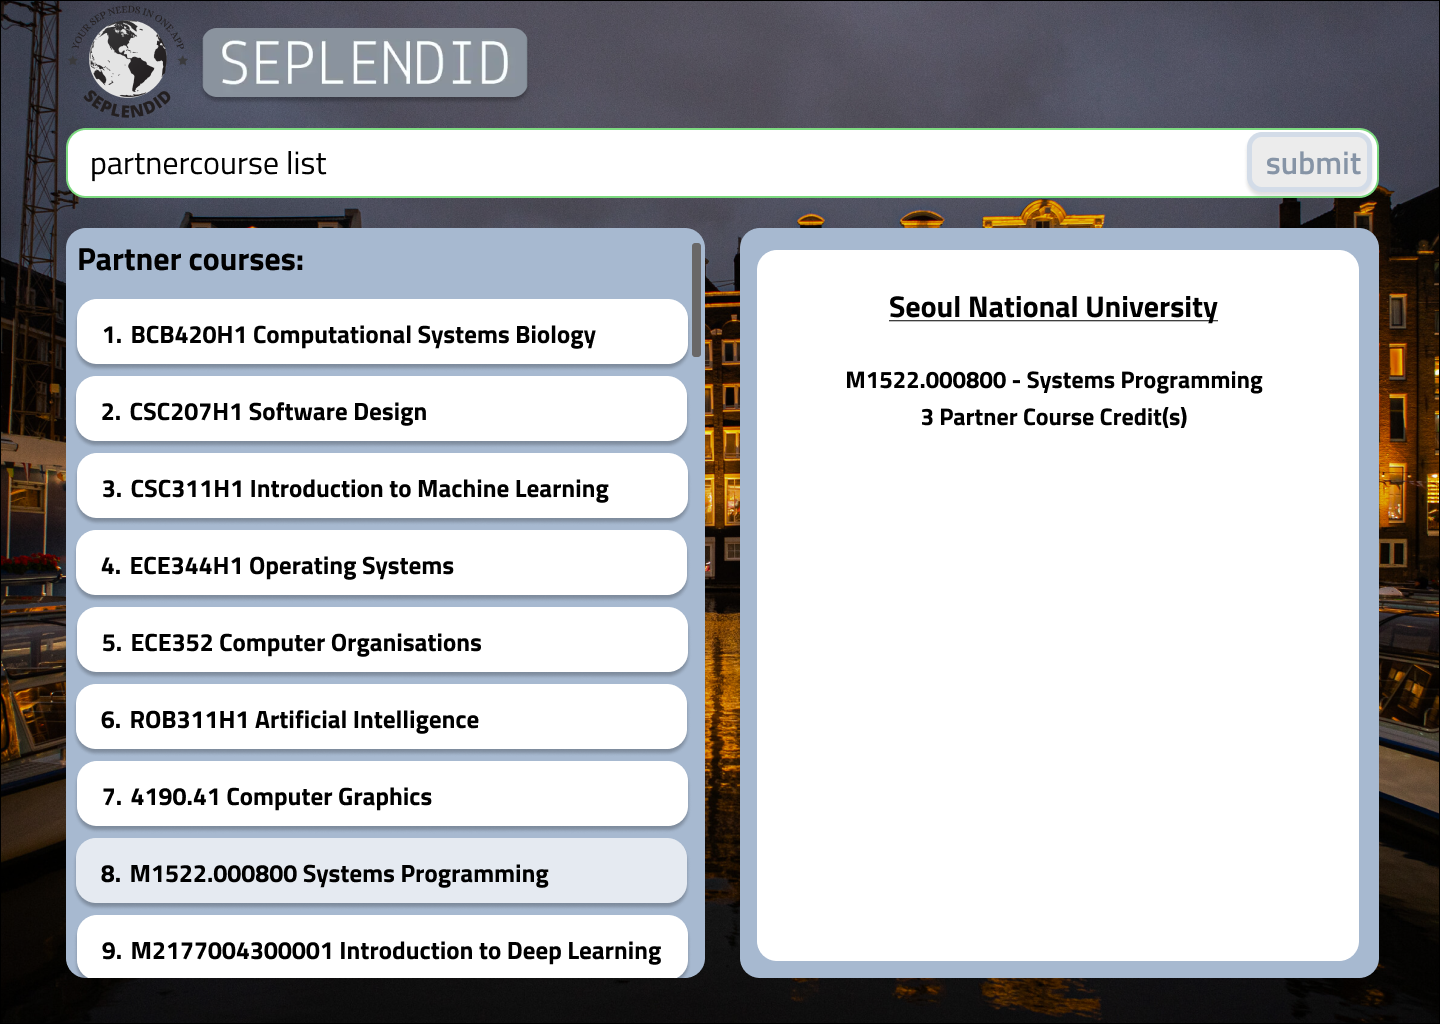 YOUR SEP NEEDS IN ONE APP
SEPLENDID
SEPLENDID
partnercourse list
submit
Partner courses:
1. BCB420H1 Computational Systems Biology
2. CSC207H1 Software Design
3. CSC311H1 Introduction to Machine Learning
4. ECE344H1 Operating Systems
5. ECE352 Computer Organisations
6. ROB311H1 Artificial Intelligence
7. 4190.41 Computer Graphics
8. M1522.000800 Systems Programming
9. M2177004300001 Introduction to Deep Learning
Seoul National University
M1522.000800 - Systems Programming
3 Partner Course Credit(s)